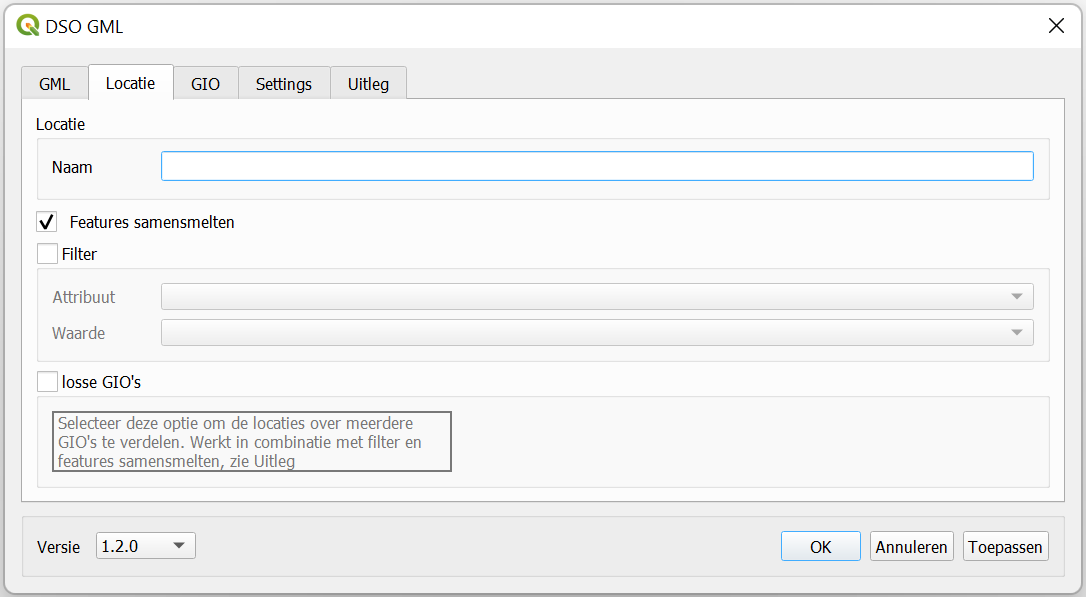 DSO GML
GML Locatie GIO Settings Uitleg
Locatie
Naam
Features samensmelten
Filter
Attribuut
Waarde
losse GIO's
Selecteer deze optie om de locaties over meerdere
GIO's te verdelen. Werkt in combinatie met filter en
features samensmelten, zie Uitleg
Versie 1.2.0 OK Annuleren Toepassen